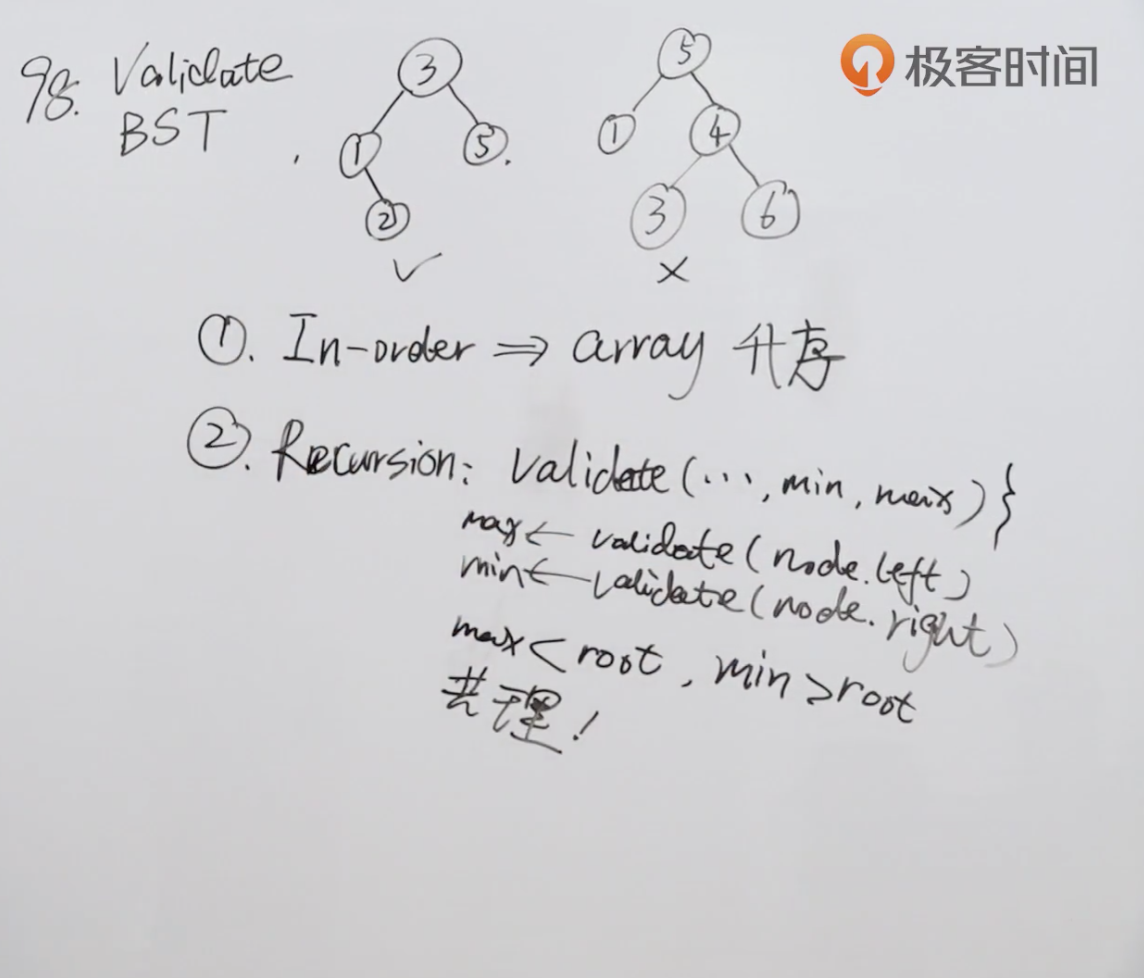 极客时间
98. Validate
BST
3
1
5
2
✓
5
1
4
3
6
×
①. In-order ⇒ array 升序
②. Recursion: validate(..., min, max) {
max ← validate(node.left)
min ← validate(node.right)
max < root, min > root
理!